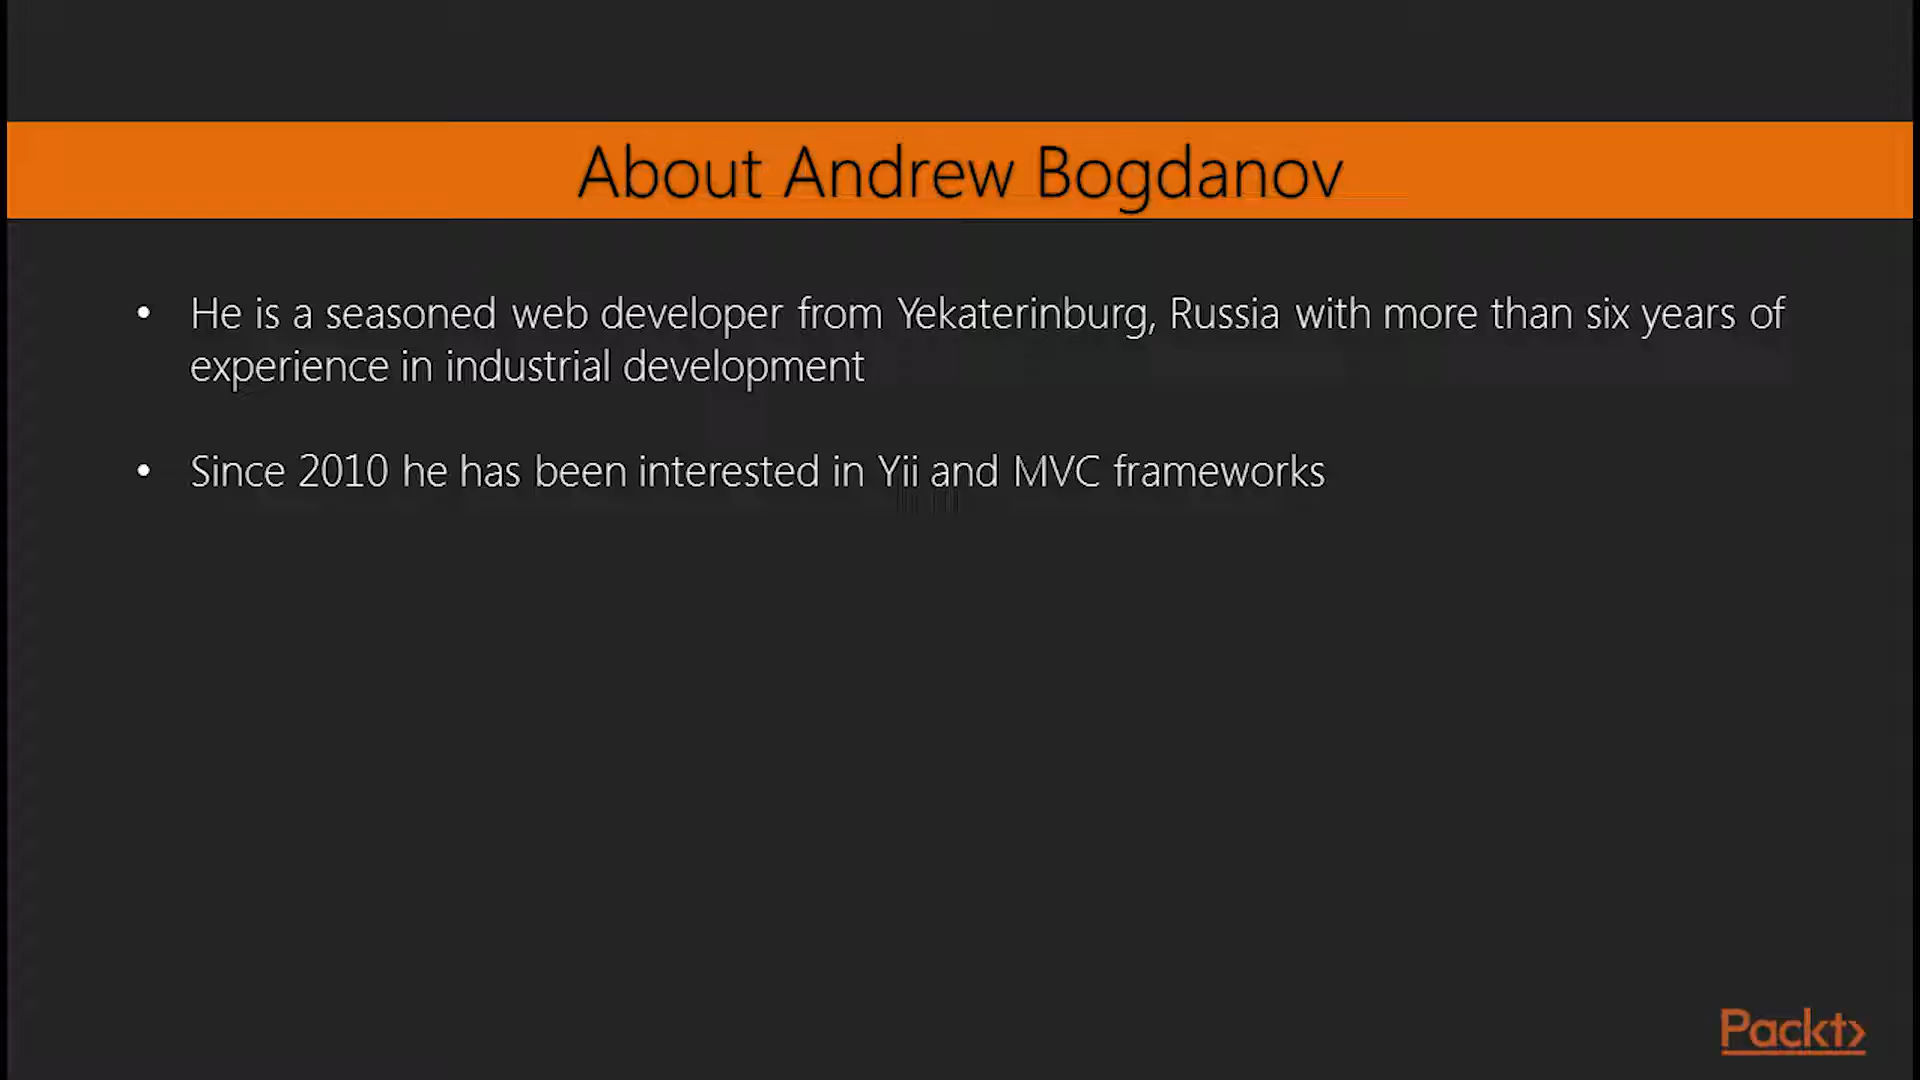 About Andrew Bogdanov
• He is a seasoned web developer from Yekaterinburg, Russia with more than six years of
experience in industrial development
• Since 2010 he has been interested in Yii and MVC frameworks
Packt>